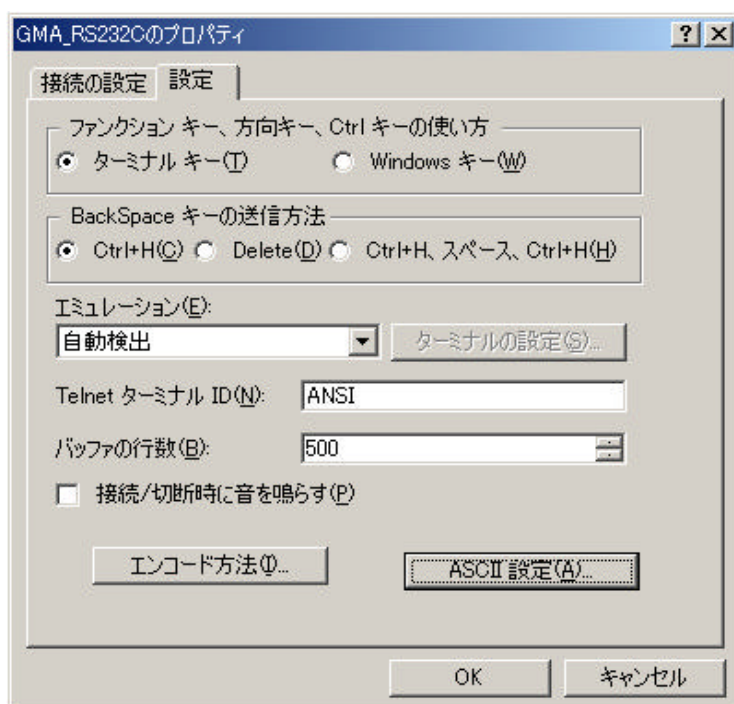 GMA_RS232Cのプロパティ
接続の設定 設定
ファンクション キー、方向キー、Ctrl キーの使い方
ターミナル キー(T) Windows キー(W)
BackSpace キーの送信方法
Ctrl+H(C) Delete(D) Ctrl+H、スペース、Ctrl+H(H)
エミュレーション(E):
自動検出 ターミナルの設定(S)...
Telnet ターミナル ID(N): ANSI
バッファの行数(B): 500
接続/切断時に音を鳴らす(P)
エンコード方法(I)... ASCII 設定(A)...
OK キャンセル